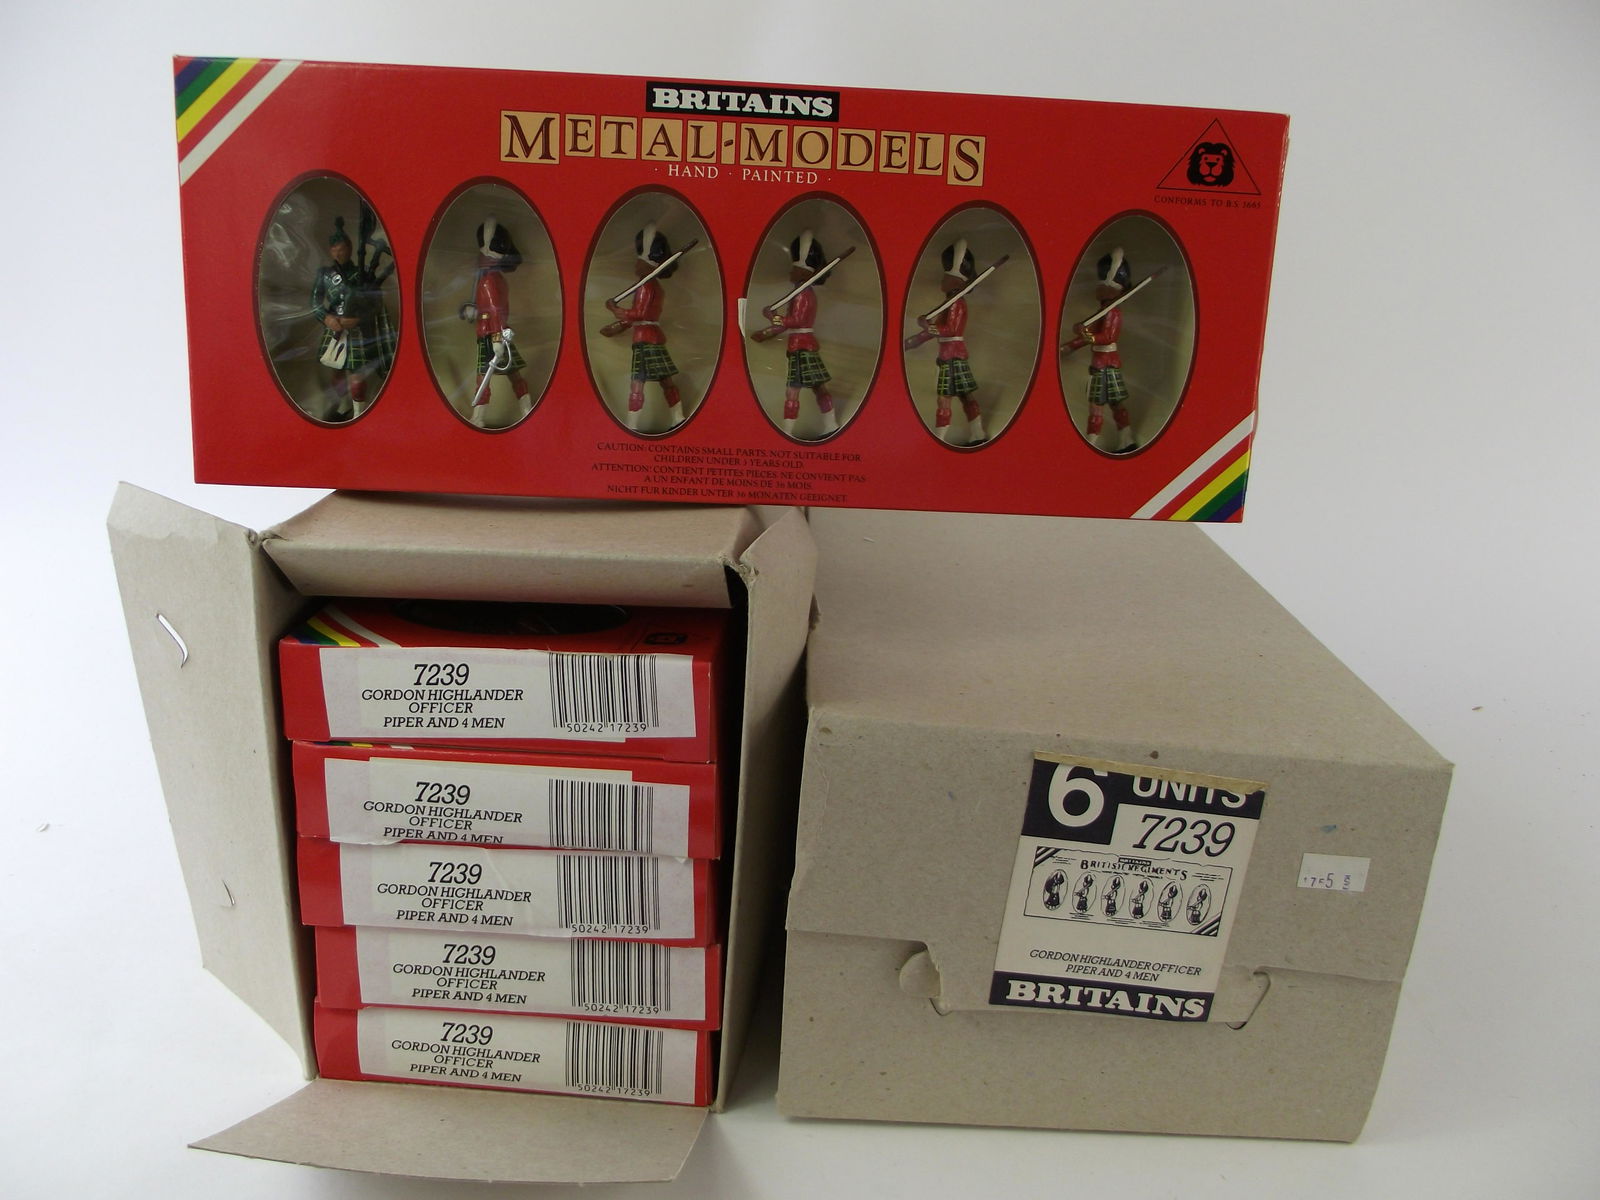 BRITAINS
METAL-MODELS
· HAND · PAINTED ·
CONFORMS TO B.S. 5665
CAUTION: CONTAINS SMALL PARTS. NOT SUITABLE FOR
CHILDREN UNDER 3 YEARS OLD.
ATTENTION! CONTIENT PETITES PIECES. NE CONVIENT PAS
A UN ENFANT DE MOINS DE 36 MOIS.
NICHT FUR KINDER UNTER 36 MONATEN GEEIGNET.
7239
GORDON HIGHLANDER
OFFICER
PIPER AND 4 MEN
50242 17239
7239
GORDON HIGHLANDER
OFFICER
PIPER AND 4 MEN
7239
GORDON HIGHLANDER
OFFICER
PIPER AND 4 MEN
50242 17239
7239
GORDON HIGHLANDER
OFFICER
PIPER AND 4 MEN
50242 17239
7239
GORDON HIGHLANDER
OFFICER
PIPER AND 4 MEN
50242 17239
6 UNITS
7239
BRITAINS
BRITISH REGIMENTS
GORDON HIGHLANDER OFFICER
PIPER AND 4 MEN
BRITAINS